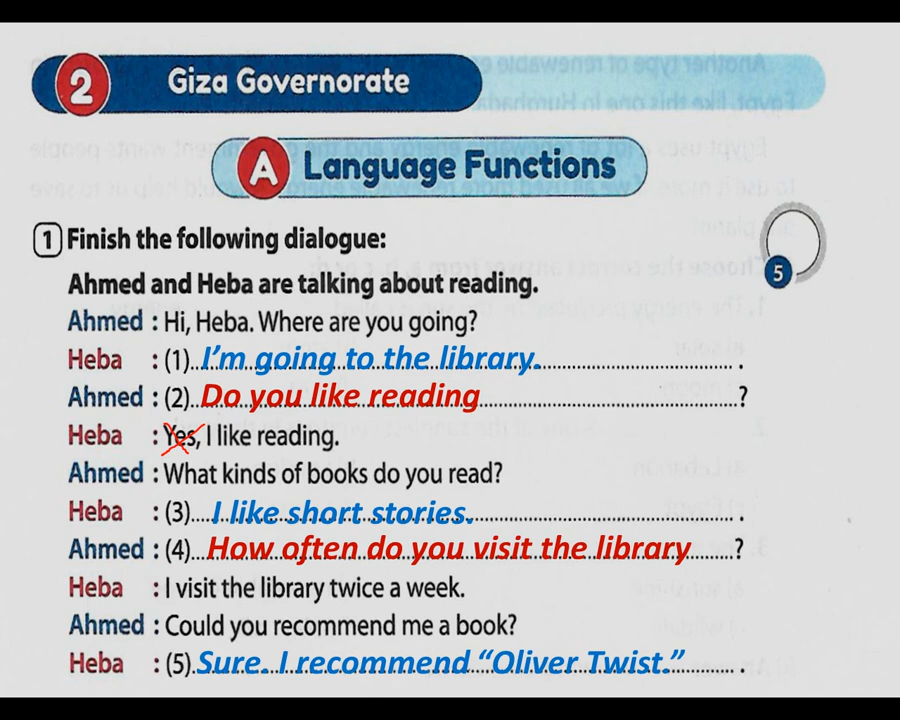 2 Giza Governorate
A Language Functions
1 Finish the following dialogue:
5
Ahmed and Heba are talking about reading.
Ahmed : Hi, Heba. Where are you going?
Heba : (1) I'm going to the library. .
Ahmed : (2) Do you like reading ?
Heba : Yes, I like reading.
Ahmed : What kinds of books do you read?
Heba : (3) I like short stories. .
Ahmed : (4) How often do you visit the library ?
Heba : I visit the library twice a week.
Ahmed : Could you recommend me a book?
Heba : (5) Sure. I recommend “Oliver Twist.” .